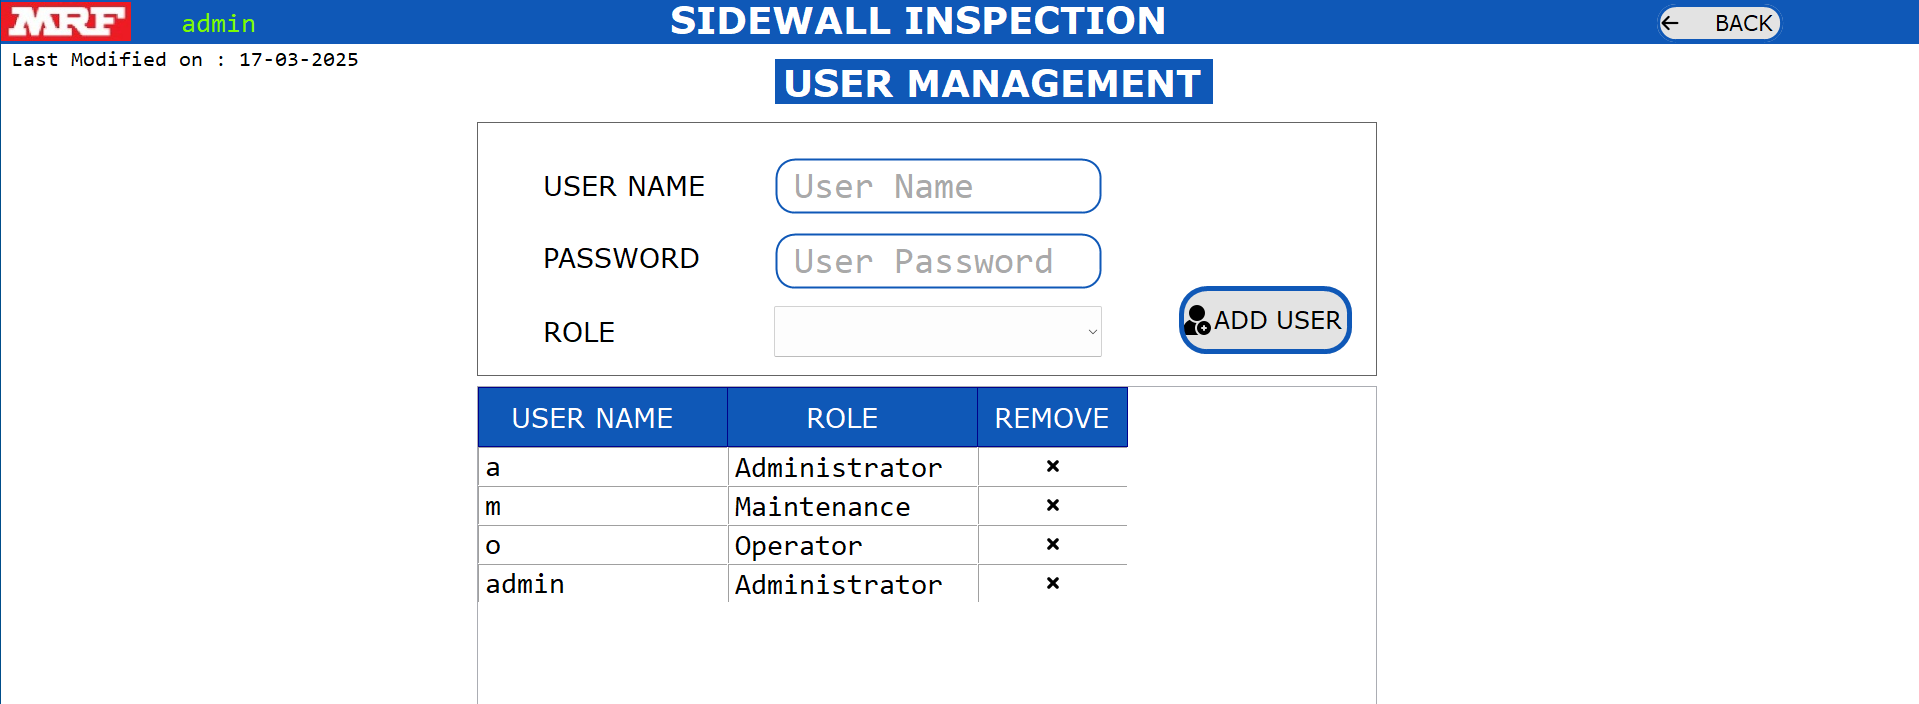 MRF admin SIDEWALL INSPECTION BACK
Last Modified on : 17-03-2025
USER MANAGEMENT
USER NAME User Name
PASSWORD User Password
ROLE
ADD USER
USER NAME ROLE REMOVE
a Administrator
m Maintenance
o Operator
admin Administrator